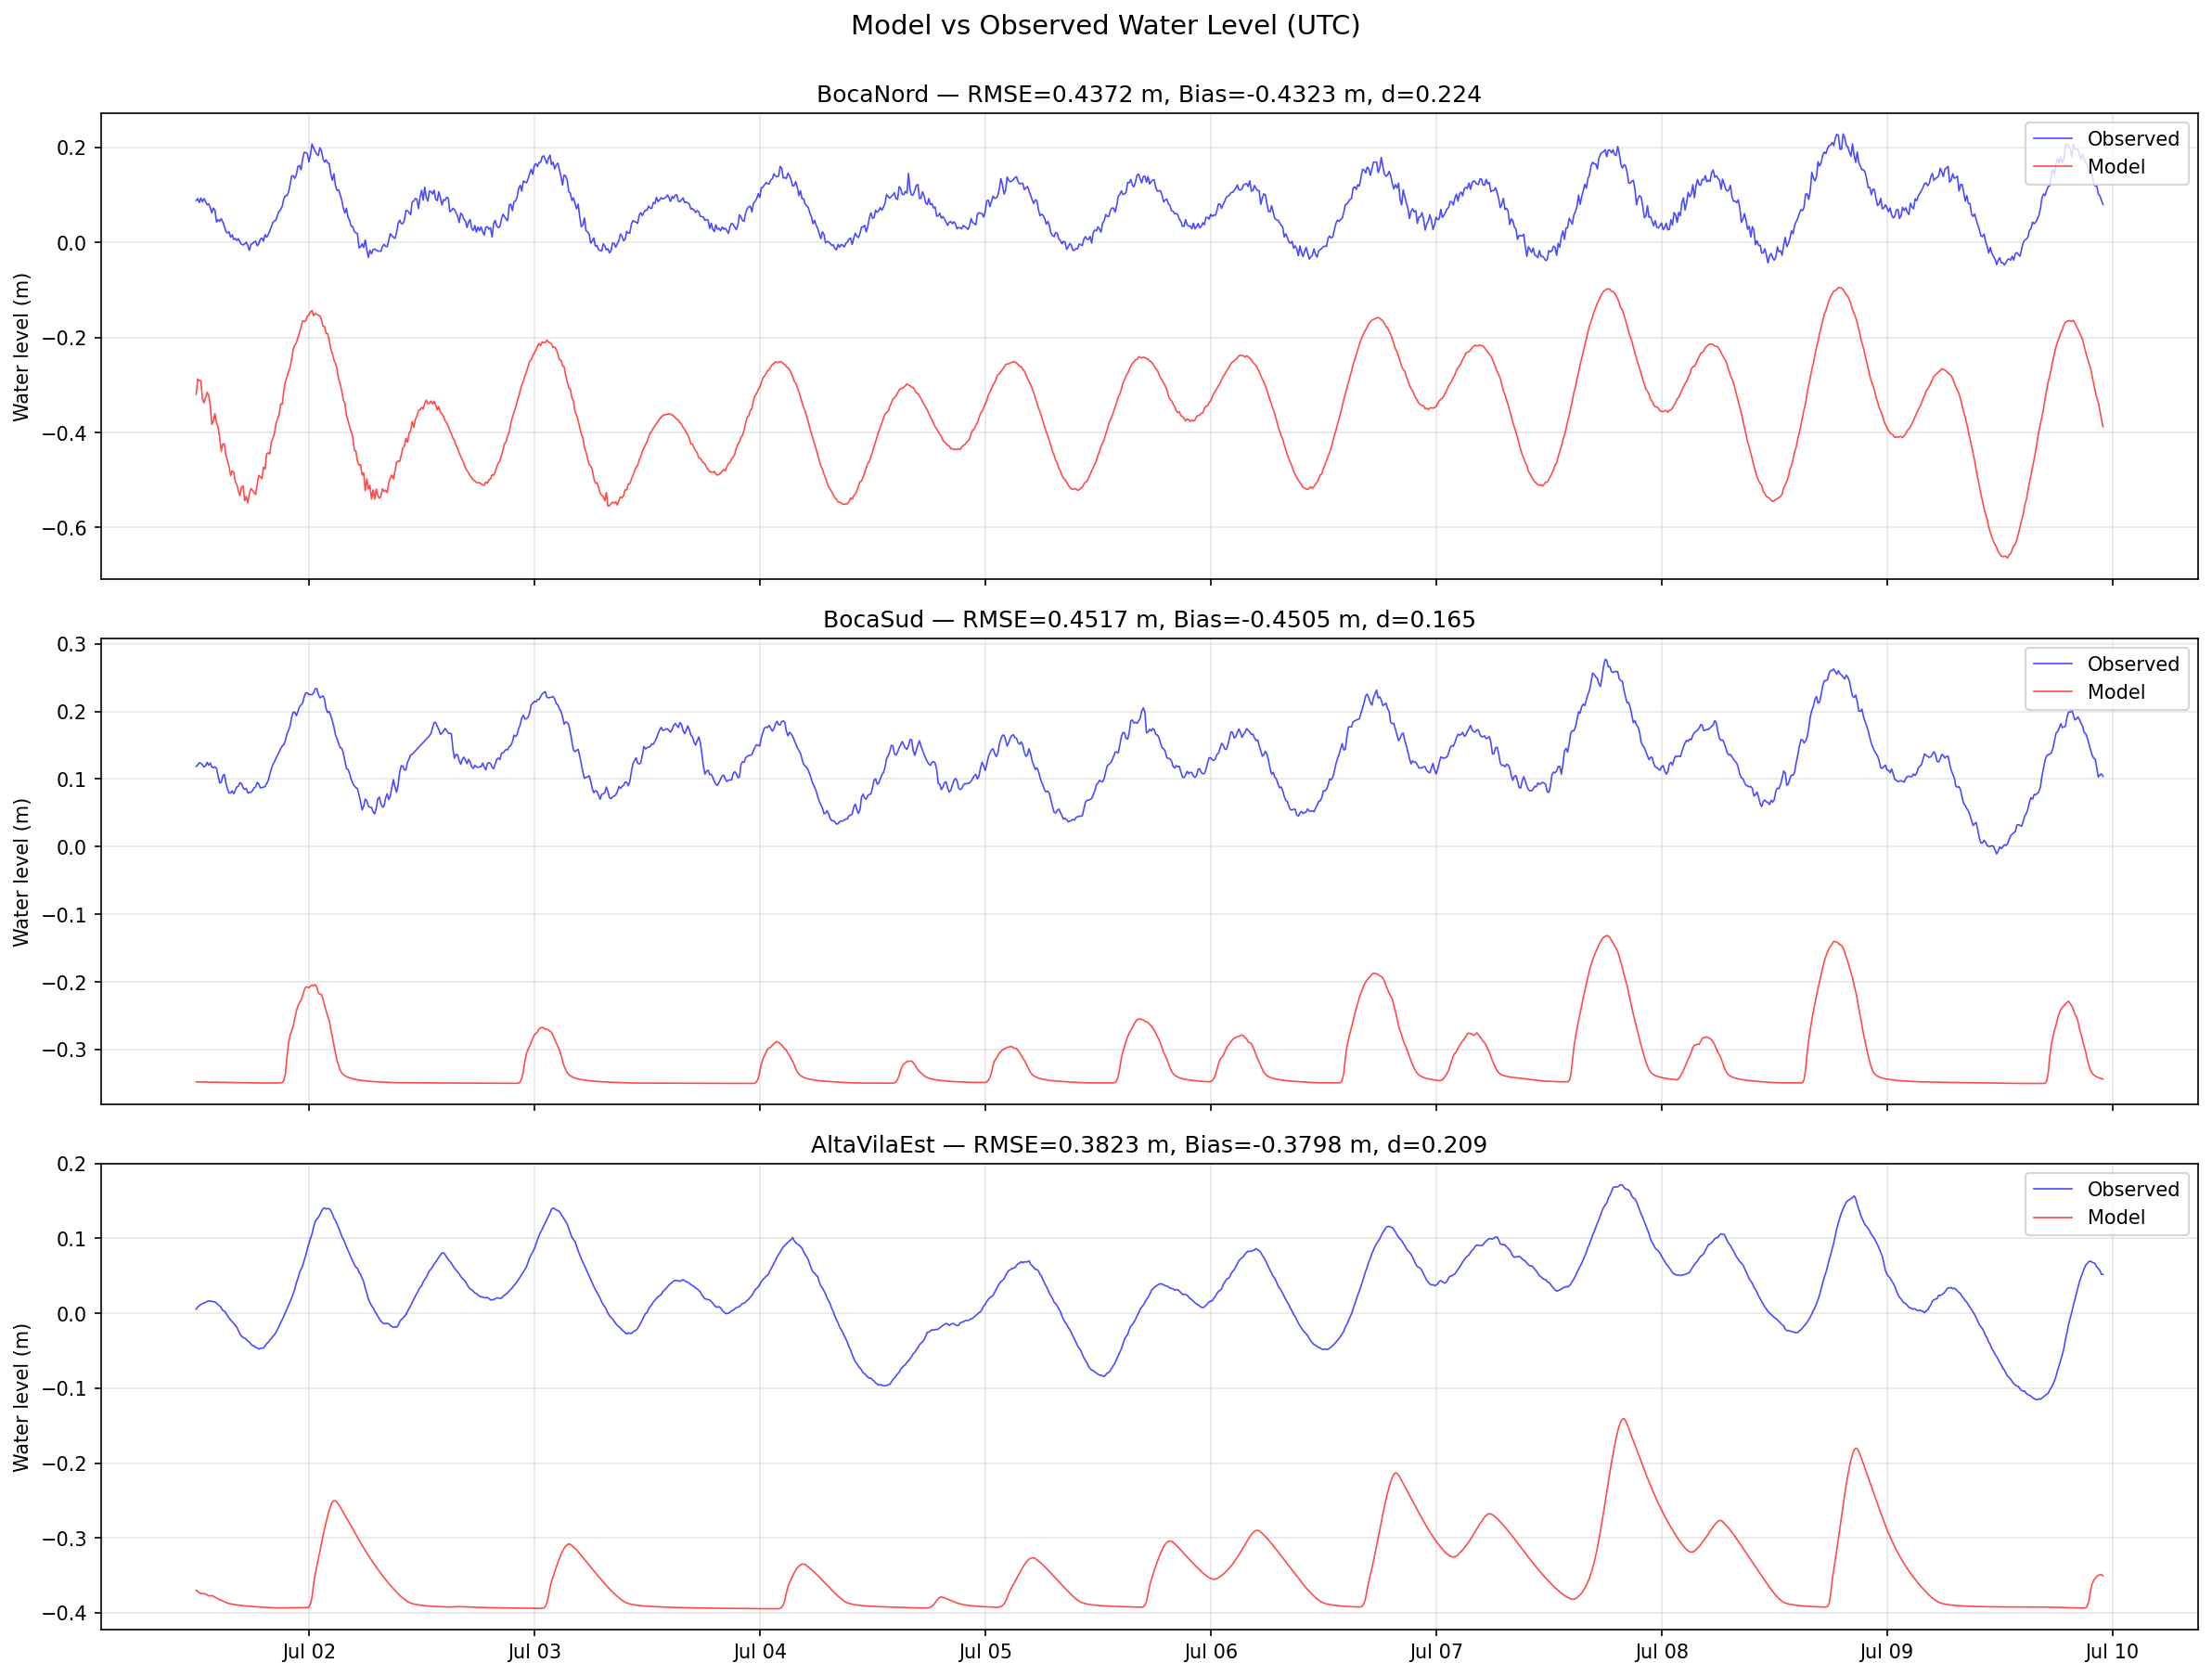 Model vs Observed Water Level (UTC)
BocaNord — RMSE=0.4372 m, Bias=-0.4323 m, d=0.224
Water level (m)
0.2
0.0
−0.2
−0.4
−0.6
Observed
Model
BocaSud — RMSE=0.4517 m, Bias=-0.4505 m, d=0.165
Water level (m)
0.3
0.2
0.1
0.0
−0.1
−0.2
−0.3
Observed
Model
AltaVilaEst — RMSE=0.3823 m, Bias=-0.3798 m, d=0.209
Water level (m)
0.2
0.1
0.0
−0.1
−0.2
−0.3
−0.4
Observed
Model
Jul 02
Jul 03
Jul 04
Jul 05
Jul 06
Jul 07
Jul 08
Jul 09
Jul 10